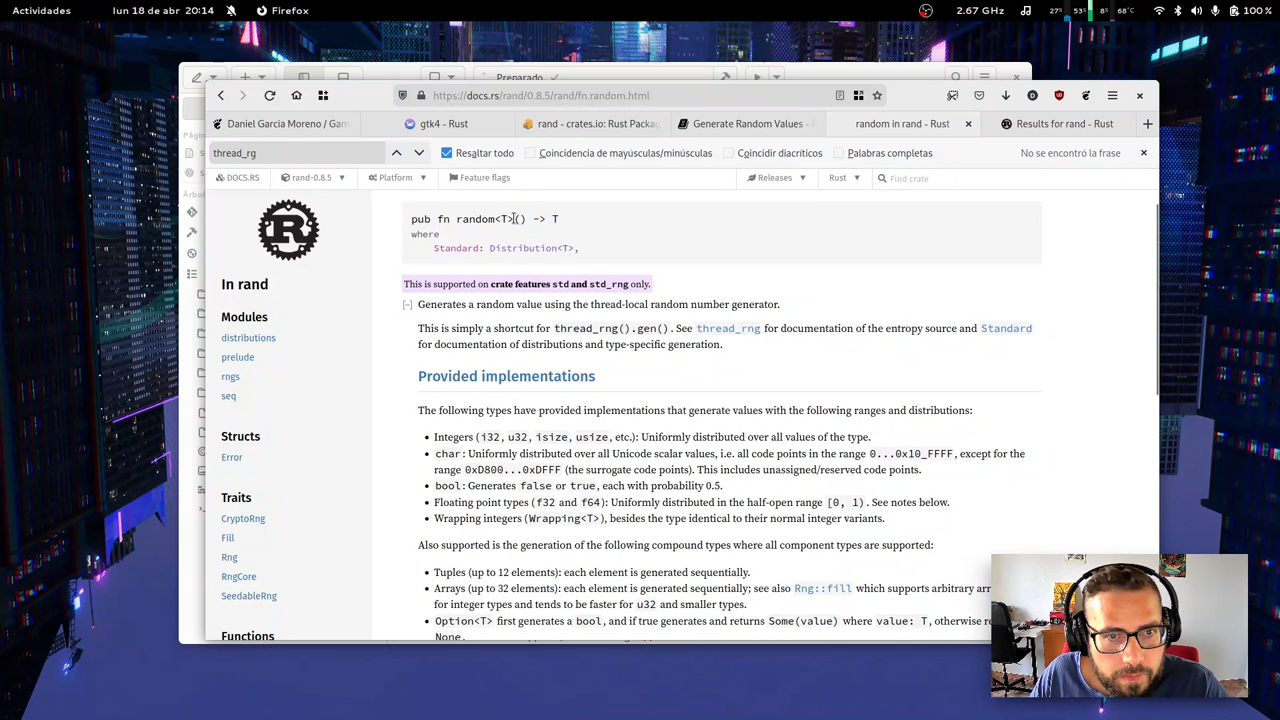 Actividades
lun 18 de abr 20:14
Firefox
2.67 GHz
27%
53%
8%
68°C
100 %
Preparado
https://docs.rs/rand/0.8.5/rand/fn.random.html
Daniel Garcia Moreno / Gam
gtk4 - Rust
rand - crates.io: Rust Packag
Generate Random Values -
random in rand - Rust
Results for rand - Rust
thread_rg
Resaltar todo
Coincidencia de mayúsculas/minúsculas
Coincidir diacríticos
Palabras completas
No se encontró la frase
DOCS.RS
rand-0.8.5
Platform
Feature flags
Releases
Rust
Find crate
pub fn random<T>() -> T
where
Standard: Distribution<T>,
This is supported on crate features std and std_rng only.
[−] Generates a random value using the thread-local random number generator.
This is simply a shortcut for thread_rng().gen(). See thread_rng for documentation of the entropy source and Standard
for documentation of distributions and type-specific generation.
Provided implementations
The following types have provided implementations that generate values with the following ranges and distributions:
• Integers (i32, u32, isize, usize, etc.): Uniformly distributed over all values of the type.
• char: Uniformly distributed over all Unicode scalar values, i.e. all code points in the range 0...0x10_FFFF, except for the
range 0xD800...0xDFFF (the surrogate code points). This includes unassigned/reserved code points.
• bool: Generates false or true, each with probability 0.5.
• Floating point types (f32 and f64): Uniformly distributed in the half-open range [0, 1). See notes below.
• Wrapping integers (Wrapping<T>), besides the type identical to their normal integer variants.
Also supported is the generation of the following compound types where all component types are supported:
• Tuples (up to 12 elements): each element is generated sequentially.
• Arrays (up to 32 elements): each element is generated sequentially; see also Rng::fill which supports arbitrary arr
for integer types and tends to be faster for u32 and smaller types.
• Option<T> first generates a bool, and if true generates and returns Some(value) where value: T, otherwise re
None.
In rand
Modules
distributions
prelude
rngs
seq
Structs
Error
Traits
CryptoRng
Fill
Rng
RngCore
SeedableRng
Functions